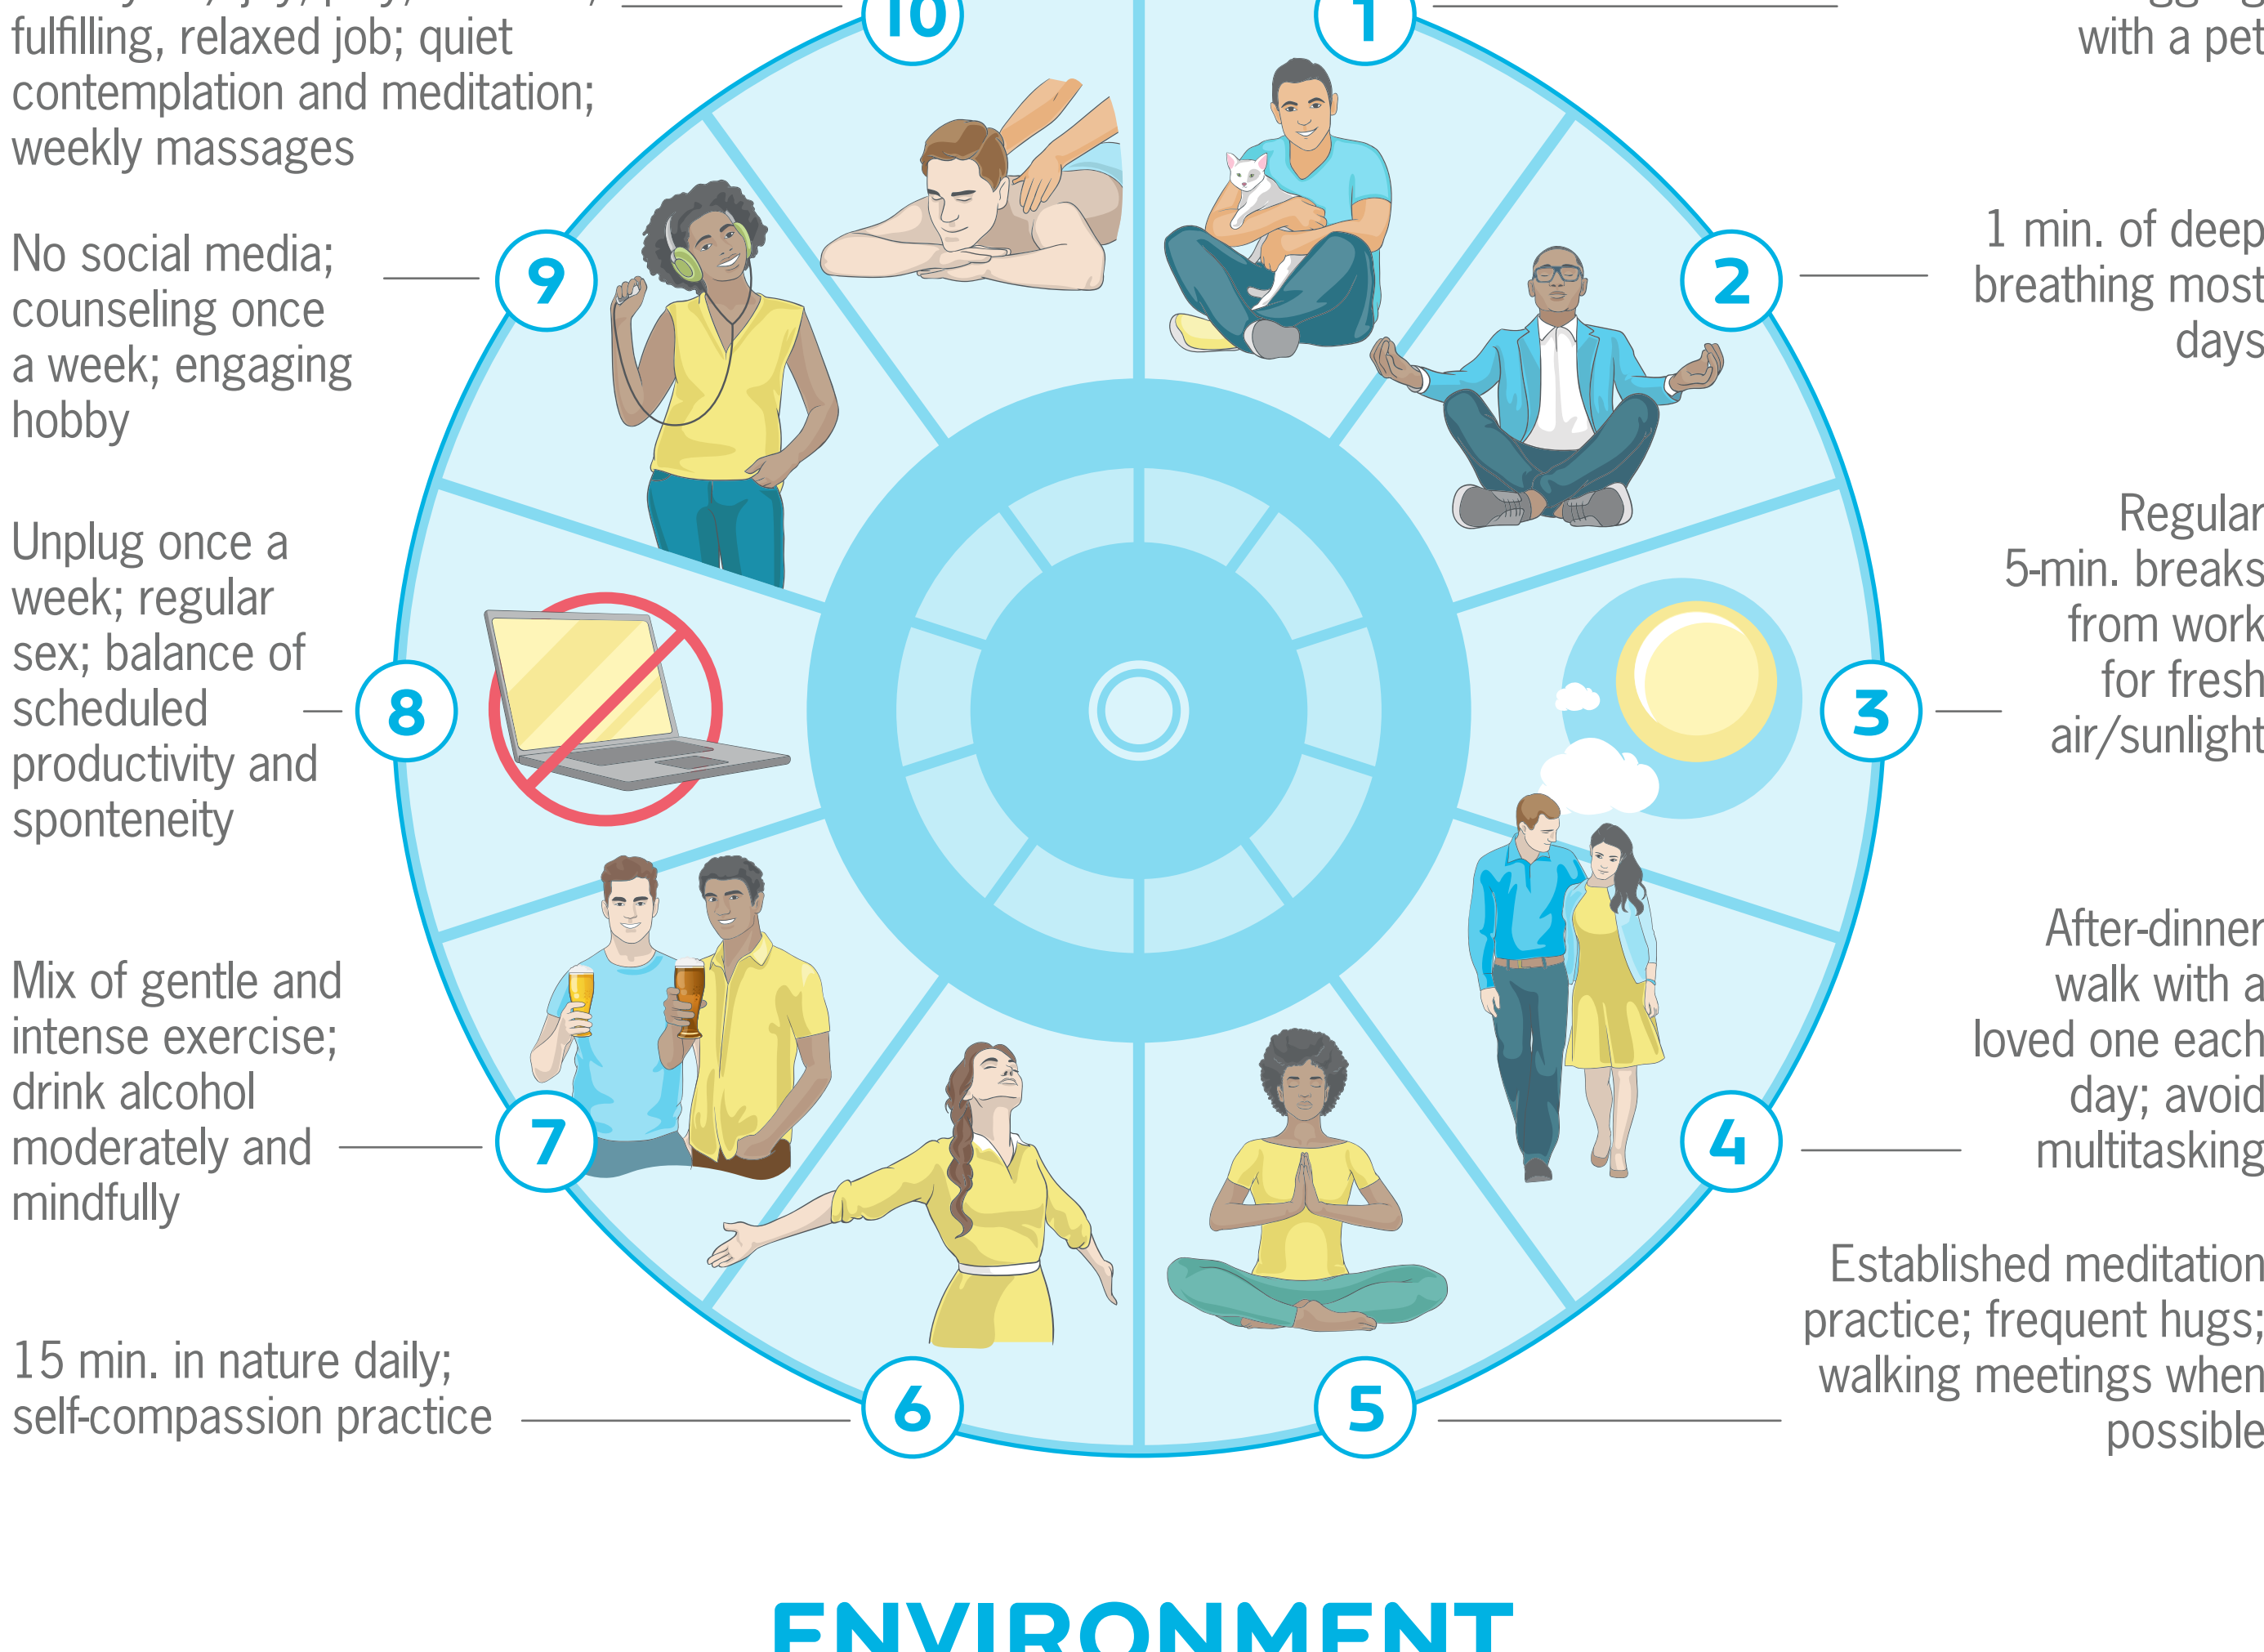 10
fulfilling, relaxed job; quiet
contemplation and meditation;
weekly massages
1
with a pet
2
1 min. of deep
breathing most
days
3
Regular
5-min. breaks
from work
for fresh
air/sunlight
4
After-dinner
walk with a
loved one each
day; avoid
multitasking
5
Established meditation
practice; frequent hugs;
walking meetings when
possible
6
15 min. in nature daily;
self-compassion practice
7
Mix of gentle and
intense exercise;
drink alcohol
moderately and
mindfully
8
Unplug once a
week; regular
sex; balance of
scheduled
productivity and
sponteneity
9
No social media;
counseling once
a week; engaging
hobby
ENVIRONMENT